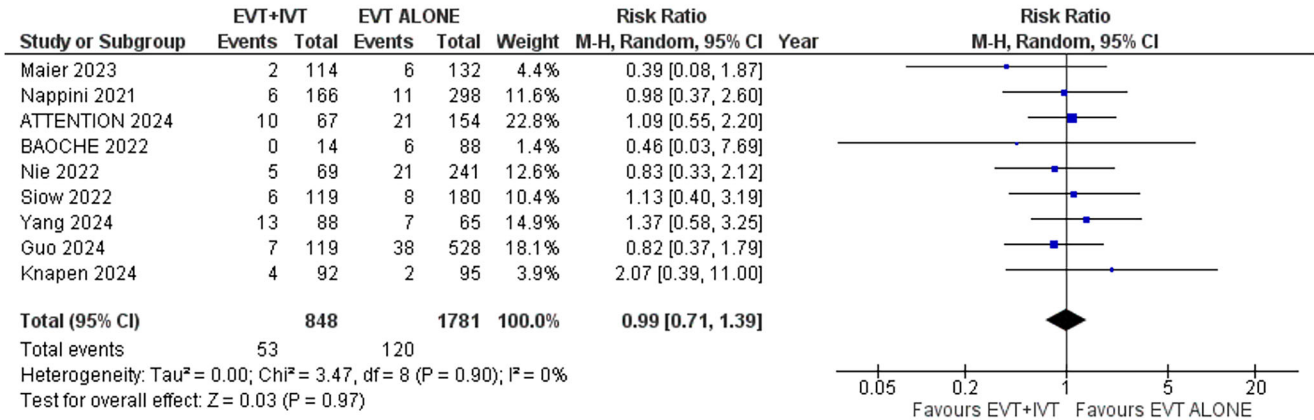 EVT+IVT EVT ALONE Risk Ratio Risk Ratio
Study or Subgroup Events Total Events Total Weight M-H, Random, 95% CI Year M-H, Random, 95% CI
Maier 2023 2 114 6 132 4.4% 0.39 [0.08, 1.87]
Nappini 2021 6 166 11 298 11.6% 0.98 [0.37, 2.60]
ATTENTION 2024 10 67 21 154 22.8% 1.09 [0.55, 2.20]
BAOCHE 2022 0 14 6 88 1.4% 0.46 [0.03, 7.69]
Nie 2022 5 69 21 241 12.6% 0.83 [0.33, 2.12]
Siow 2022 6 119 8 180 10.4% 1.13 [0.40, 3.19]
Yang 2024 13 88 7 65 14.9% 1.37 [0.58, 3.25]
Guo 2024 7 119 38 528 18.1% 0.82 [0.37, 1.79]
Knapen 2024 4 92 2 95 3.9% 2.07 [0.39, 11.00]
Total (95% CI) 848 1781 100.0% 0.99 [0.71, 1.39]
Total events 53 120
Heterogeneity: Tau² = 0.00; Chi² = 3.47, df = 8 (P = 0.90); I² = 0%
Test for overall effect: Z = 0.03 (P = 0.97)
0.05 0.2 1 5 20
Favours EVT+IVT Favours EVT ALONE